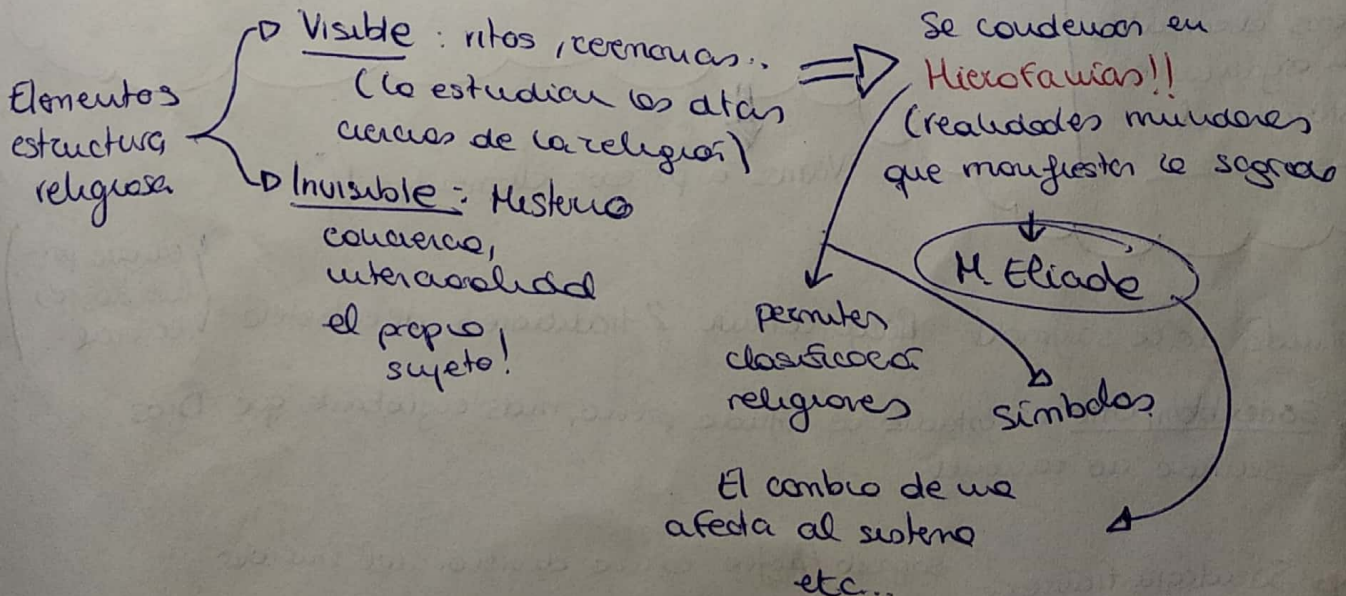 Elementos
estructura
religiosa
Visible : ritos, ceremonias..
(lo estudian las otras
ciencias de la religión)
Invisible : Misterio
conciencia,
intencionalidad
el propio
sujeto!
Se condensan en
Hierofanías!!
(realidades mundanas
que manifiestan lo sagrado
M. Eliade
permiten
clasificación
religiones
símbolos
El cambio de una
afecta al sistema
etc...